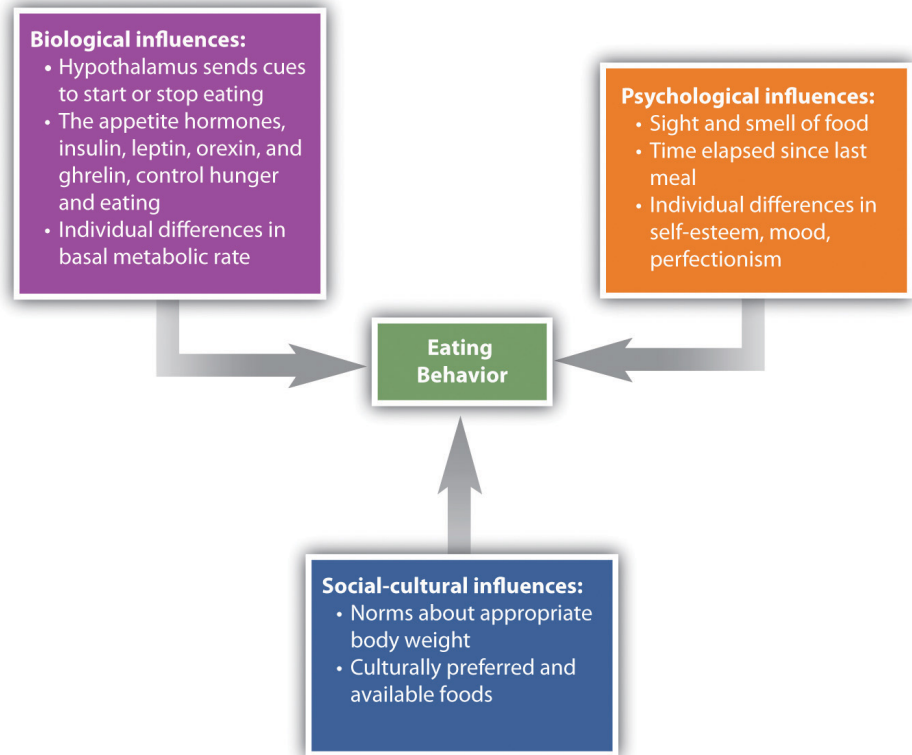 Biological influences:
• Hypothalamus sends cues
to start or stop eating
• The appetite hormones,
insulin, leptin, orexin, and
ghrelin, control hunger
and eating
• Individual differences in
basal metabolic rate
Psychological influences:
• Sight and smell of food
• Time elapsed since last
meal
• Individual differences in
self-esteem, mood,
perfectionism
Eating
Behavior
Social-cultural influences:
• Norms about appropriate
body weight
• Culturally preferred and
available foods